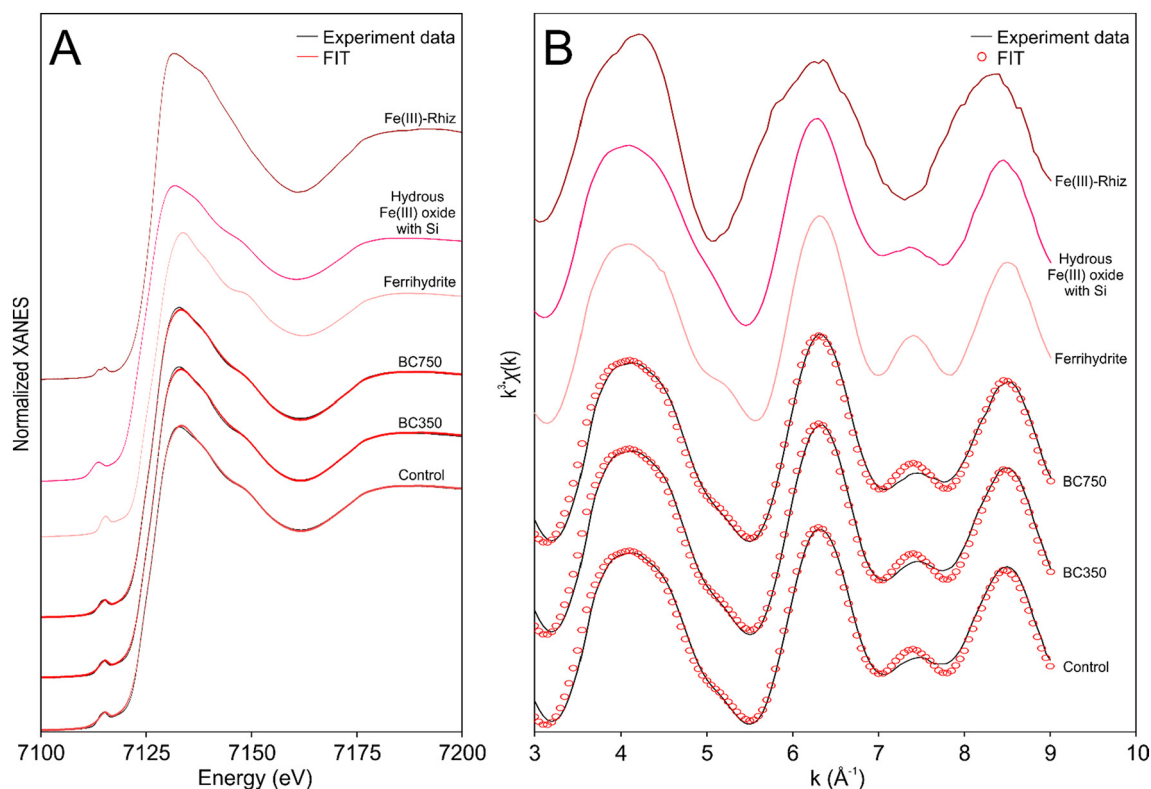 A
Experiment data
FIT
Fe(III)-Rhiz
Hydrous
Fe(III) oxide
with Si
Ferrihydrite
BC750
BC350
Control
Normalized XANES
7100 7125 7150 7175 7200
Energy (eV)
B
Experiment data
FIT
Fe(III)-Rhiz
Hydrous
Fe(III) oxide
with Si
Ferrihydrite
BC750
BC350
Control
k³χ(k)
3 4 5 6 7 8 9 10
k (Å⁻¹)